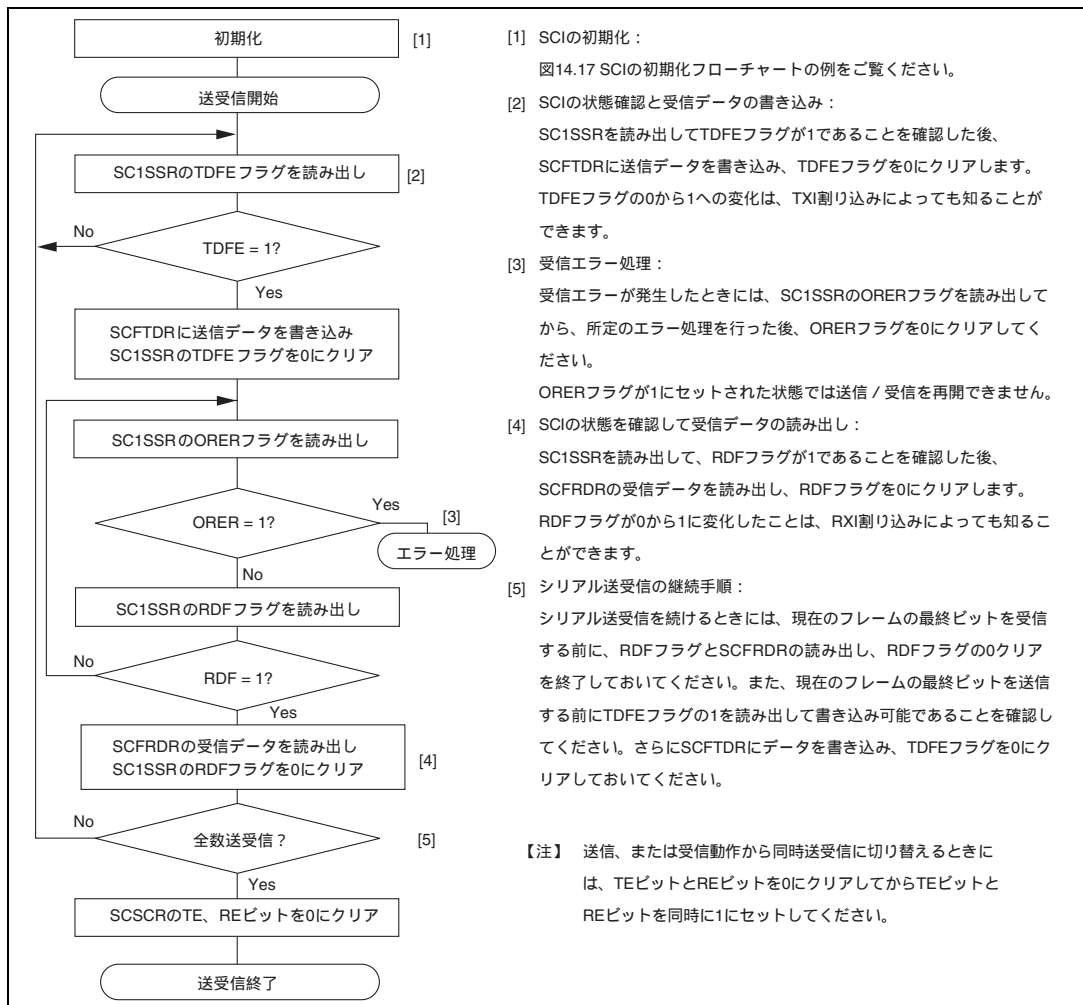 初期化
[1]
送受信開始
SC1SSRのTDFEフラグを読み出し
[2]
No
TDFE = 1?
Yes
SCFTDRに送信データを書き込み
SC1SSRのTDFEフラグを0にクリア
SC1SSRのORERフラグを読み出し
Yes
[3]
ORER = 1?
エラー処理
No
SC1SSRのRDFフラグを読み出し
No
RDF = 1?
Yes
SCFRDRの受信データを読み出し
SC1SSRのRDFフラグを0にクリア
[4]
No
全数送受信？
[5]
Yes
SCSCRのTE、REビットを0にクリア
送受信終了
[1] SCIの初期化：
図14.17 SCIの初期化フローチャートの例をご覧ください。
[2] SCIの状態確認と受信データの書き込み：
SC1SSRを読み出してTDFEフラグが1であることを確認した後、
SCFTDRに送信データを書き込み、TDFEフラグを0にクリアします。
TDFEフラグの0から1への変化は、TXI割り込みによっても知ることが
できます。
[3] 受信エラー処理：
受信エラーが発生したときには、SC1SSRのORERフラグを読み出して
から、所定のエラー処理を行った後、ORERフラグを0にクリアしてく
ださい。
ORERフラグが1にセットされた状態では送信 / 受信を再開できません。
[4] SCIの状態を確認して受信データの読み出し：
SC1SSRを読み出して、RDFフラグが1であることを確認した後、
SCFRDRの受信データを読み出し、RDFフラグを0にクリアします。
RDFフラグが0から1に変化したことは、RXI割り込みによっても知るこ
とができます。
[5] シリアル送受信の継続手順：
シリアル送受信を続けるときには、現在のフレームの最終ビットを受信
する前に、RDFフラグとSCFRDRの読み出し、RDFフラグの0クリア
を終了しておいてください。また、現在のフレームの最終ビットを送信
する前にTDFEフラグの1を読み出して書き込み可能であることを確認し
てください。さらにSCFTDRにデータを書き込み、TDFEフラグを0にク
リアしておいてください。
【注】 送信、または受信動作から同時送受信に切り替えるときに
は、TEビットとREビットを0にクリアしてからTEビットと
REビットを同時に1にセットしてください。